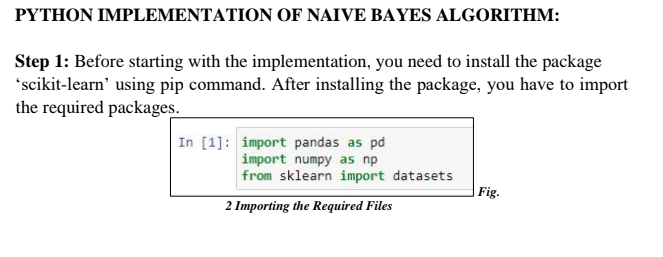 PYTHON IMPLEMENTATION OF NAIVE BAYES ALGORITHM:
Step 1: Before starting with the implementation, you need to install the package
‘scikit-learn’ using pip command. After installing the package, you have to import
the required packages.
In [1]: import pandas as pd
import numpy as np
from sklearn import datasets
Fig.
2 Importing the Required Files